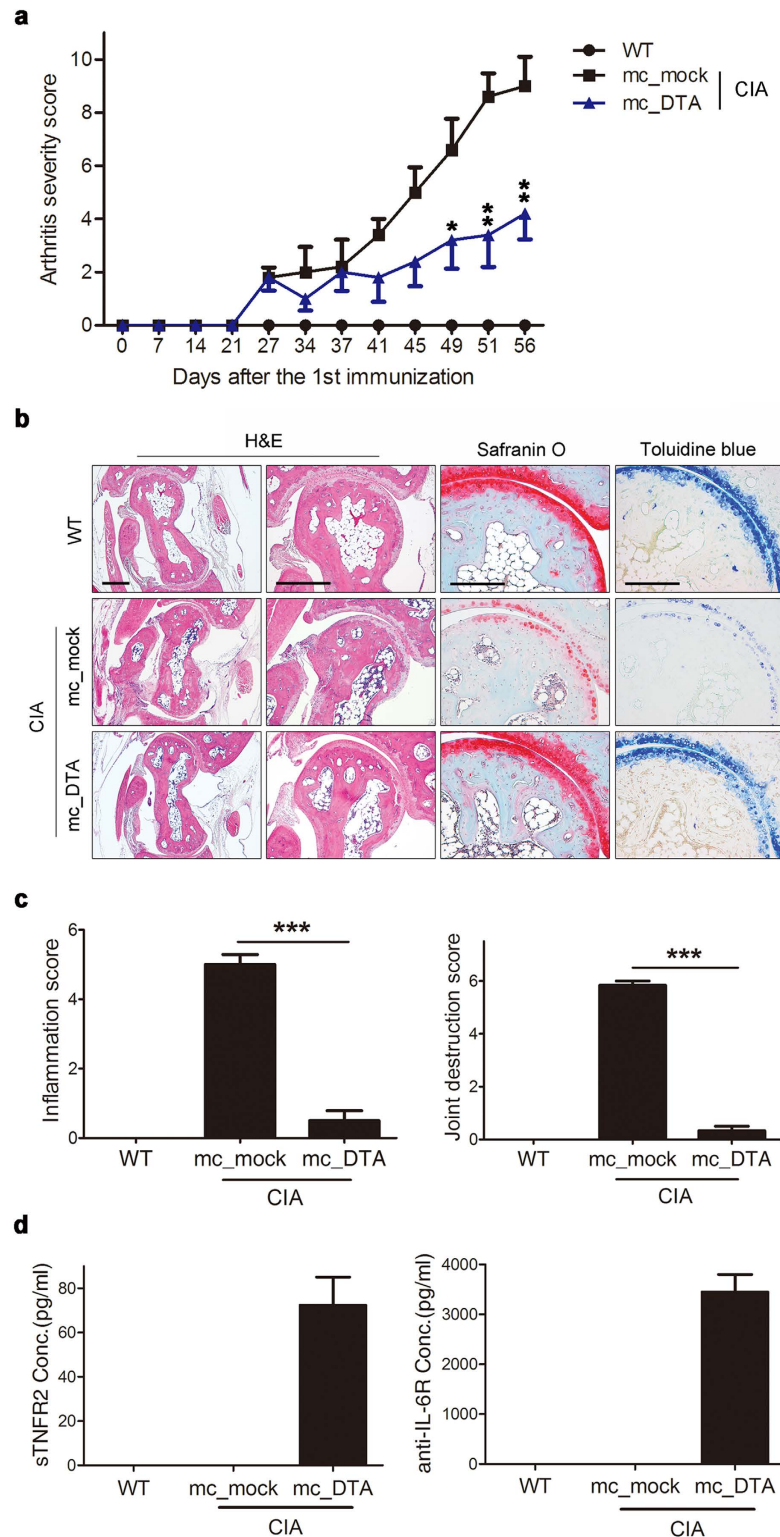 a
Arthritis severity score
10
8
6
4
2
0
0 7 14 21 27 34 37 41 45 49 51 56
Days after the 1st immunization
* ** **
WT
mc_mock
mc_DTA
CIA
b
H&E Safranin O Toluidine blue
WT
mc_mock
mc_DTA
CIA
c
Inflammation score
6
4
2
0
***
WT mc_mock mc_DTA
CIA
Joint destruction score
6
4
2
0
***
WT mc_mock mc_DTA
CIA
d
sTNFR2 Conc.(pg/ml)
80
60
40
20
0
WT mc_mock mc_DTA
CIA
anti-IL-6R Conc.(pg/ml)
4000
3000
2000
1000
0
WT mc_mock mc_DTA
CIA